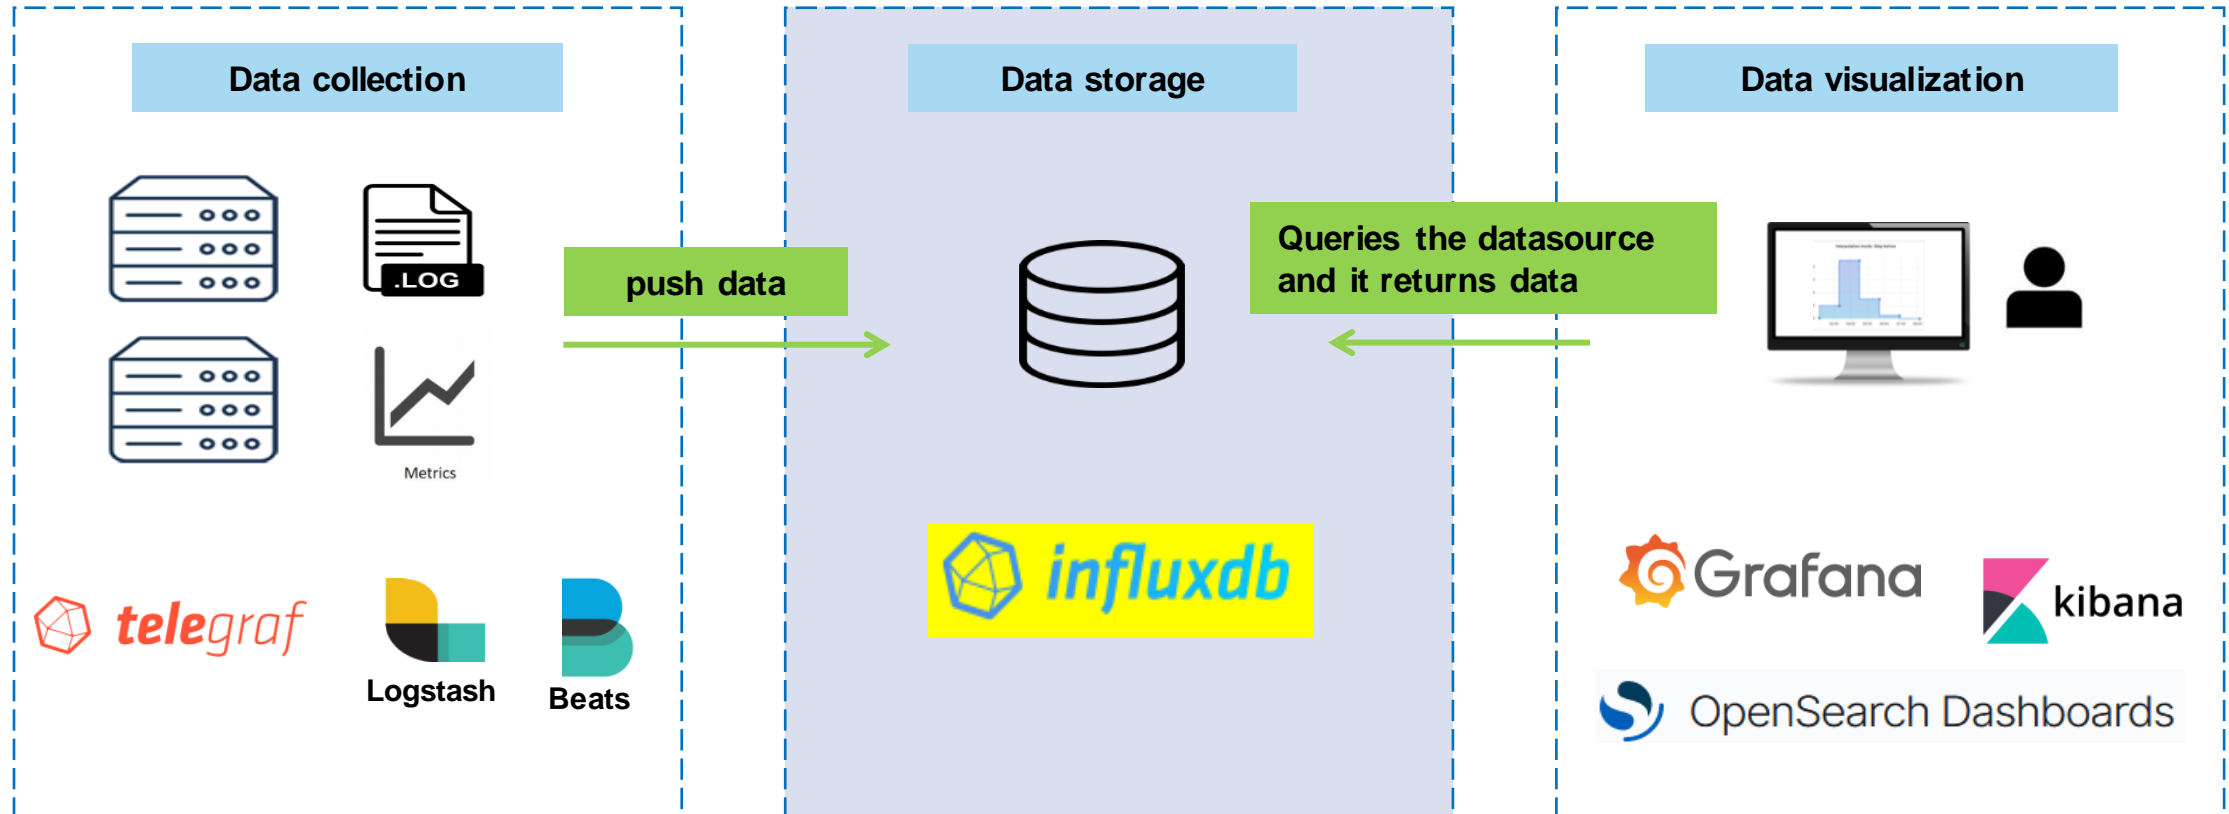 Data collection
Data storage
Data visualization
.LOG
push data
Queries the datasource
and it returns data
Metrics
telegraf
Logstash
Beats
influxdb
Grafana
kibana
OpenSearch Dashboards